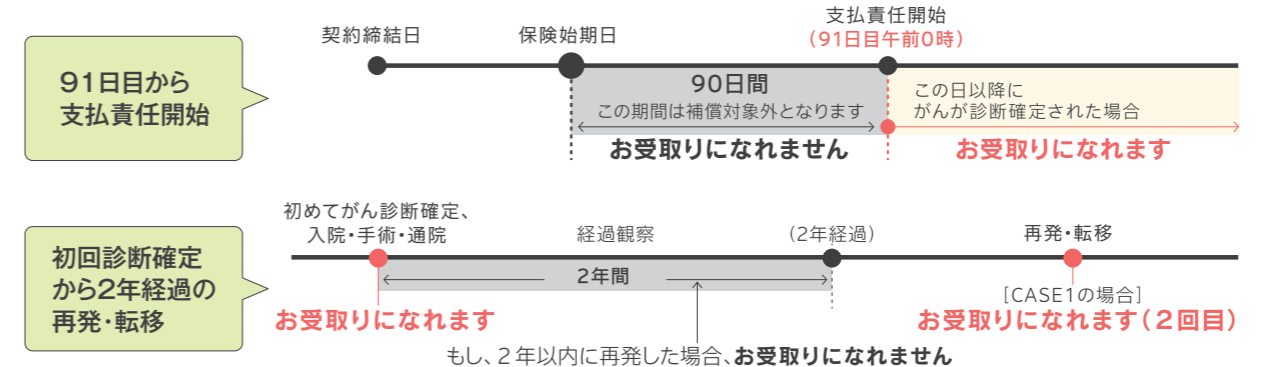 91日目から
支払責任開始
契約締結日
保険始期日
支払責任開始
(91日目午前0時)
90日間
この期間は補償対象外となります
お受取りになれません
この日以降に
がんが診断確定された場合
お受取りになれます
初回診断確定
から2年経過の
再発・転移
初めてがん診断確定、
入院・手術・通院
経過観察
(2年経過)
再発・転移
2年間
[CASE1の場合]
お受取りになれます
お受取りになれます(2回目)
もし、2年以内に再発した場合、お受取りになれません